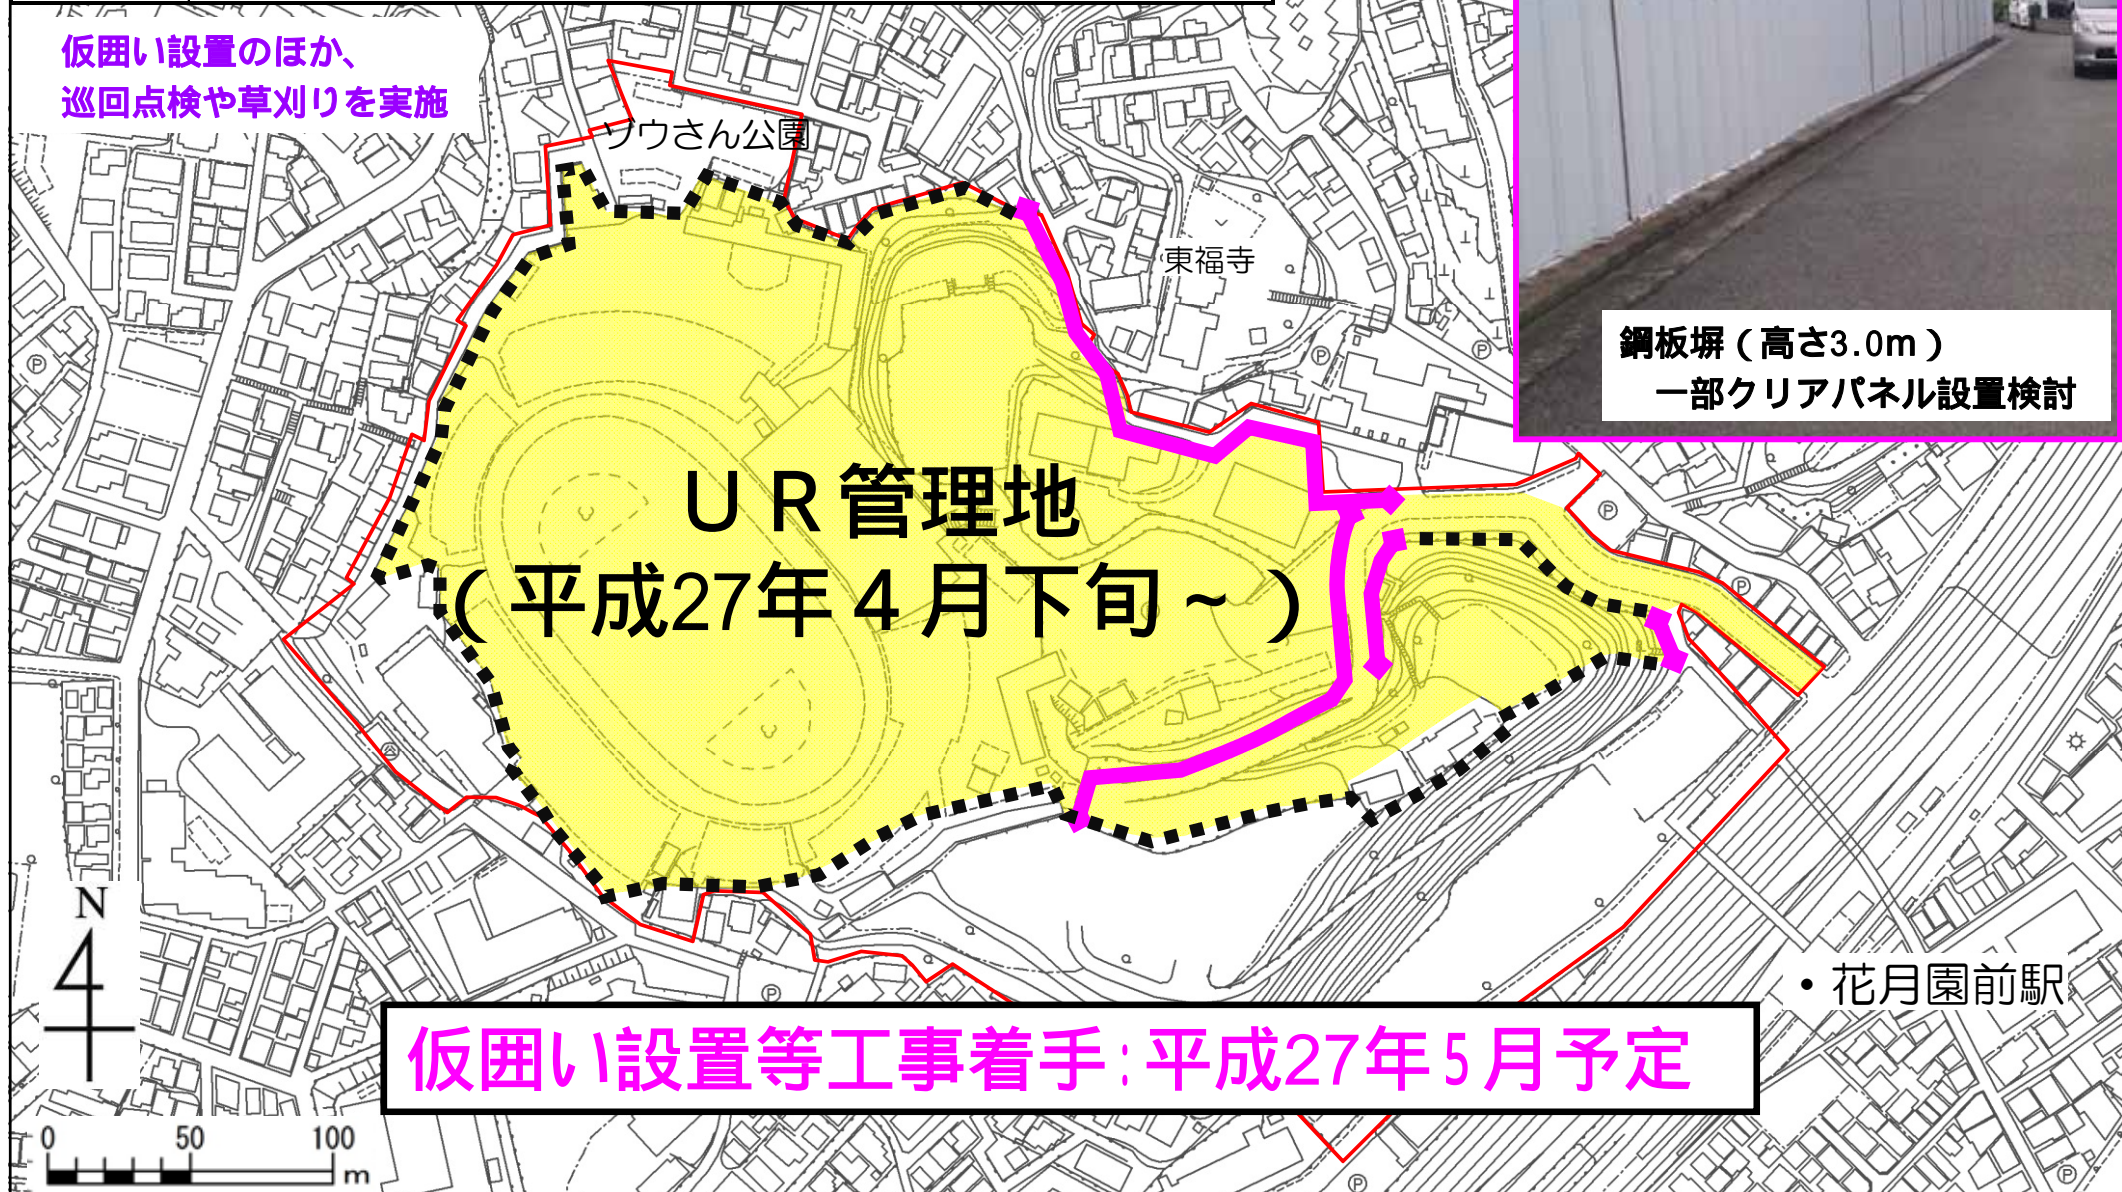 仮囲い設置のほか、
巡回点検や草刈りを実施
ゾウさん公園
東福寺
鋼板塀（高さ3.0m）
一部クリアパネル設置検討
ＵＲ管理地
（平成27年４月下旬～　）
・花月園前駅
仮囲い設置等工事着手：平成27年５月予定
N
0 50 100
m